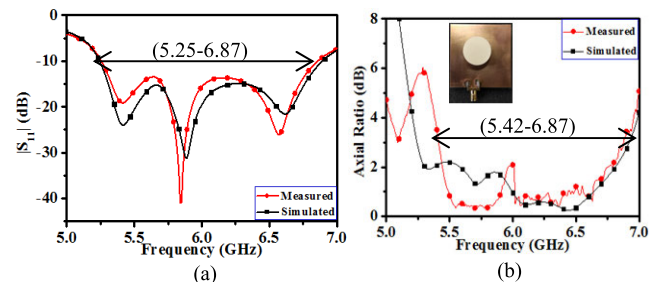 0
-10
-20
-30
-40
|S11| (dB)
(5.25-6.87)
Measured
Simulated
5.0 5.5 6.0 6.5 7.0
Frequency (GHz)
(a)
8
6
4
2
0
Axial Ratio (dB)
Measured
Simulated
(5.42-6.87)
5.0 5.5 6.0 6.5 7.0
Frequency (GHz)
(b)